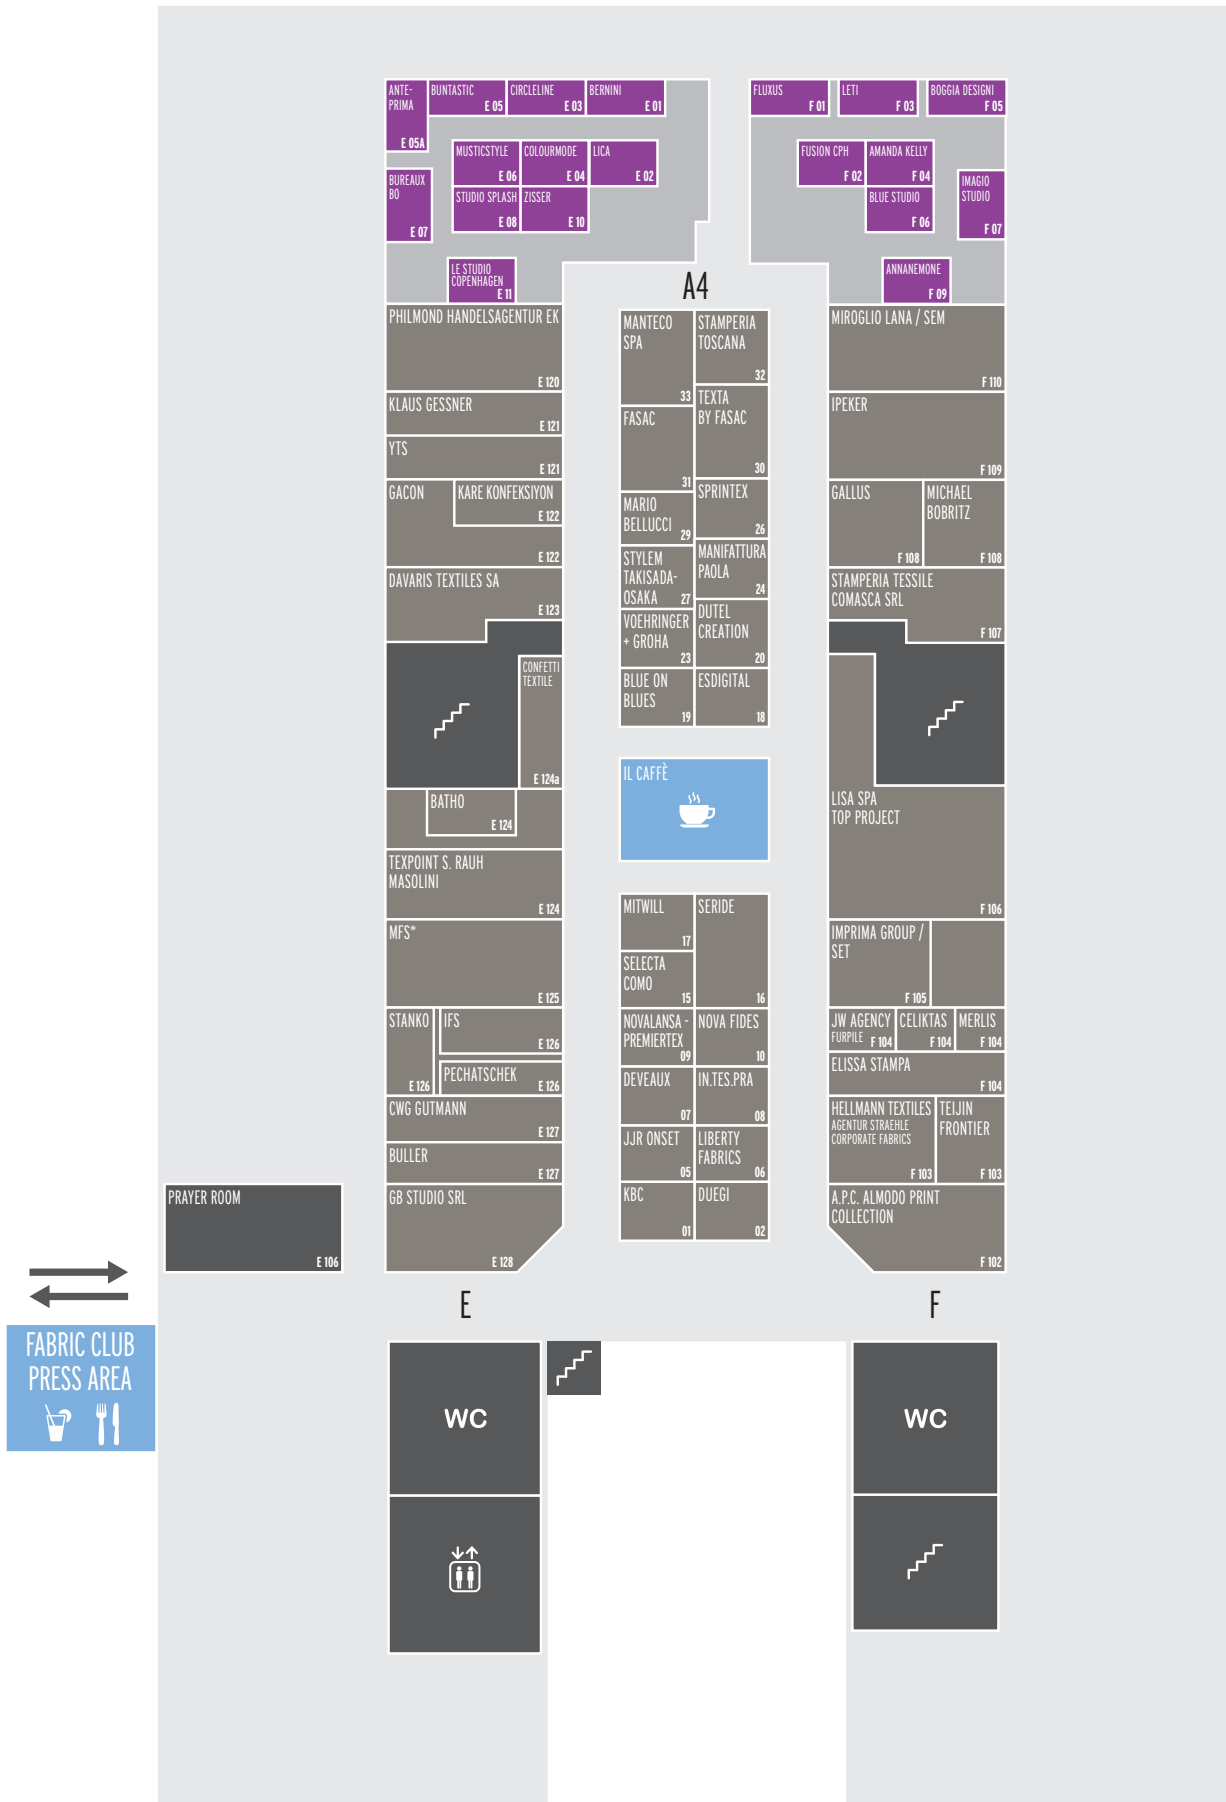 ANTE-
PRIMA
E 05A
BUNTASTIC
E 05
CIRCLELINE
E 03
BERNINI
E 01
MUSTICSTYLE
E 06
COLOURMODE
E 04
LICA
E 02
BUREAUX
BO
E 07
STUDIO SPLASH
E 08
ZISSER
E 10
LE STUDIO
COPENHAGEN
E 11
FLUXUS
F 01
LETI
F 03
BOGGIA DESIGNI
F 05
FUSION CPH
F 02
AMANDA KELLY
F 04
BLUE STUDIO
F 06
IMAGIO
STUDIO
F 07
ANNANEMONE
F 09
A4
PHILMOND HANDELSAGENTUR EK
E 120
KLAUS GESSNER
E 121
YTS
E 121
GACON
KARE KONFEKSIYON
E 122
E 122
DAVARIS TEXTILES SA
E 123
CONFETTI
TEXTILE
E 124a
BATHO
E 124
TEXPOINT S. RAUH
MASOLINI
E 124
MFS*
E 125
STANKO
E 126
IFS
E 126
PECHATSCHEK
E 126
CWG GUTMANN
E 127
BULLER
E 127
GB STUDIO SRL
E 128
MANTECO
SPA
33
STAMPERIA
TOSCANA
32
FASAC
31
TEXTA
BY FASAC
30
MARIO
BELLUCCI
29
SPRINTEX
26
STYLEM
TAKISADA-
OSAKA
27
MANIFATTURA
PAOLA
24
VOEHRINGER
+ GROHA
23
DUTEL
CREATION
20
BLUE ON
BLUES
19
ESDIGITAL
18
IL CAFFÈ
MITWILL
17
SERIDE
16
SELECTA
COMO
15
NOVALANSA -
PREMIERTEX
09
NOVA FIDES
10
DEVEAUX
07
IN.TES.PRA
08
JJR ONSET
05
LIBERTY
FABRICS
06
KBC
01
DUEGI
02
MIROGLIO LANA / SEM
F 110
IPEKER
F 109
GALLUS
F 108
MICHAEL
BOBRITZ
F 108
STAMPERIA TESSILE
COMASCA SRL
F 107
LISA SPA
TOP PROJECT
F 106
IMPRIMA GROUP /
SET
F 105
JW AGENCY
FURPILE
F 104
CELIKTAS
F 104
MERLIS
F 104
ELISSA STAMPA
F 104
HELLMANN TEXTILES
AGENTUR STRAEHLE
CORPORATE FABRICS
F 103
TEIJIN
FRONTIER
F 103
A.P.C. ALMODO PRINT
COLLECTION
F 102
PRAYER ROOM
E 106
E
F
FABRIC CLUB
PRESS AREA
WC
WC